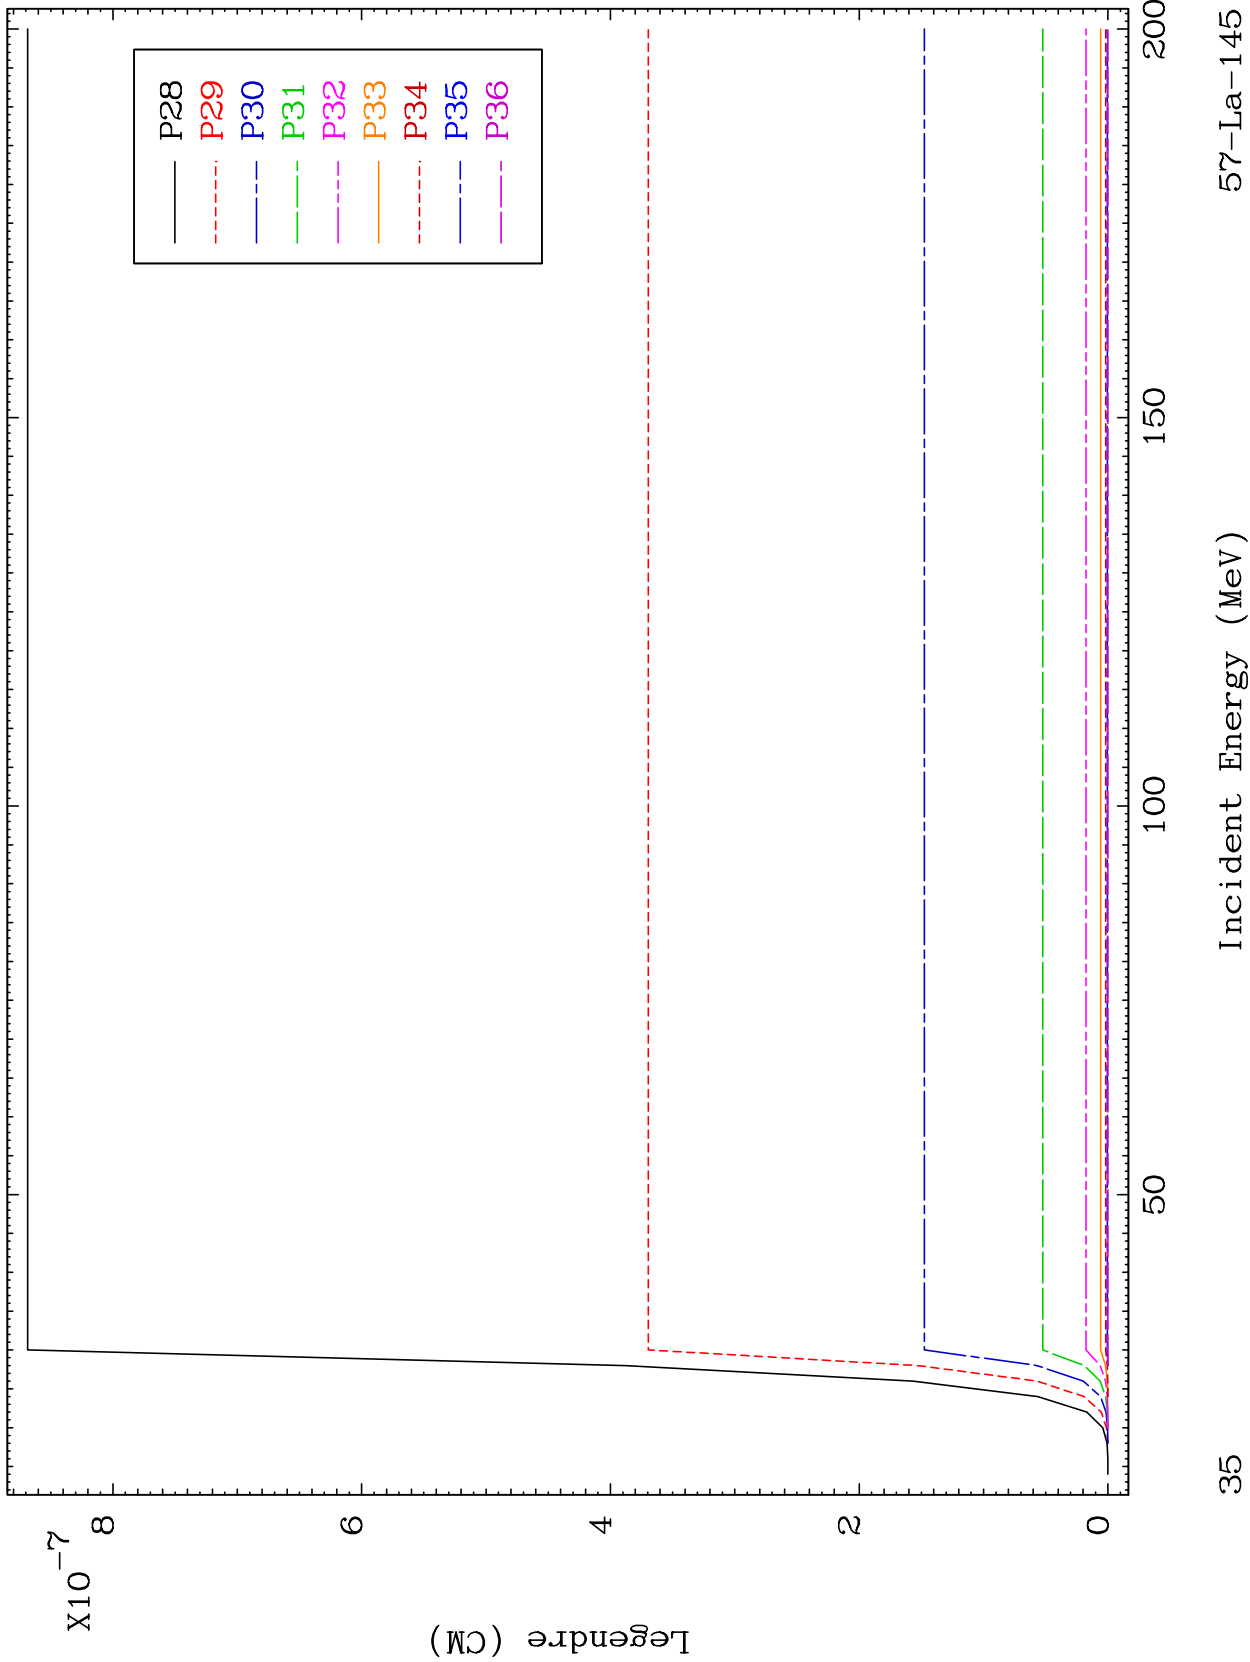 X10-7
8
6
4
2
0
Legendre (CM)
P28
P29
P30
P31
P32
P33
P34
P35
P36
50
100
150
200
Incident Energy (MeV)
35
57-La-145